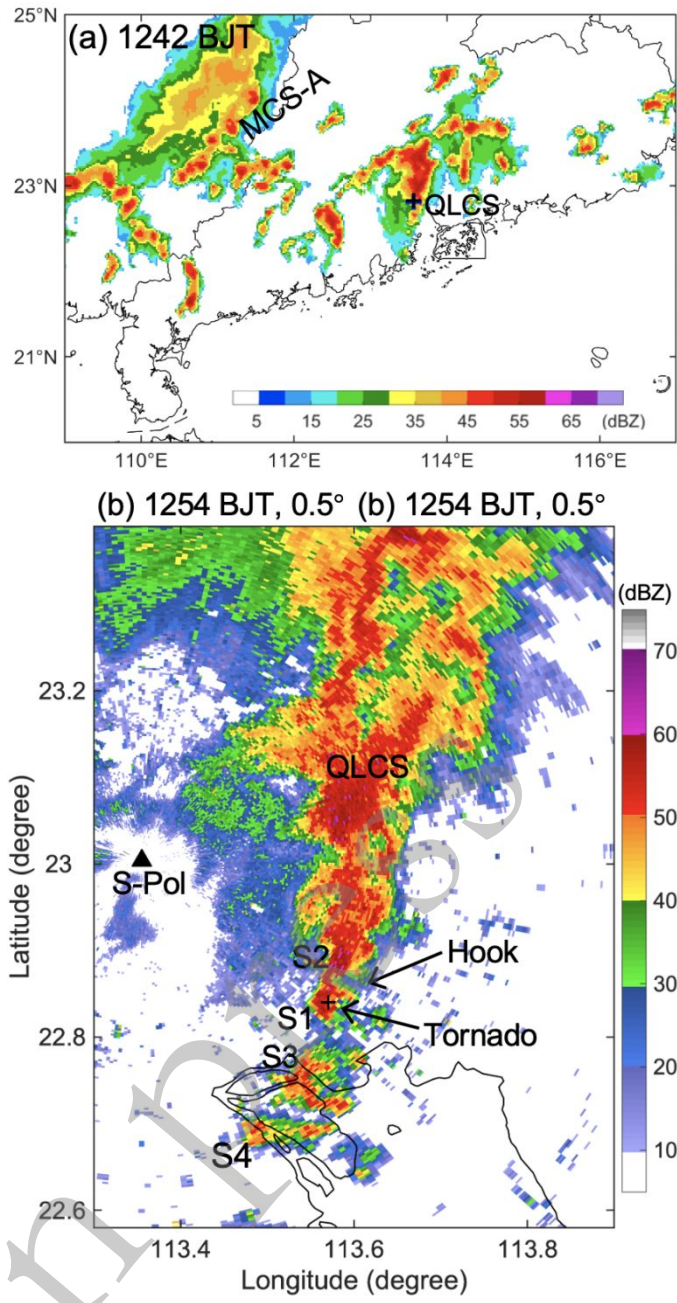 (a) 1242 BJT
MCS-A
QLCS
25°N
23°N
21°N
5 15 25 35 45 55 65 (dBZ)
110°E 112°E 114°E 116°E
(b) 1254 BJT, 0.5° (b) 1254 BJT, 0.5°
(dBZ)
70
60
50
40
30
20
10
23.2
23
22.8
22.6
Latitude (degree)
QLCS
S-Pol
S2
Hook
S1
Tornado
S3
S4
113.4 113.6 113.8
Longitude (degree)